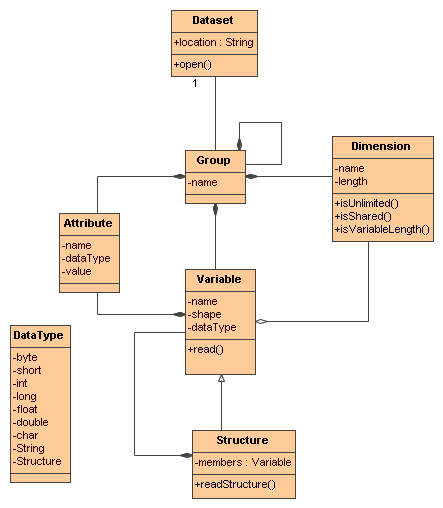 Dataset
+location : String
+open()
1
Group
-name
Dimension
-name
-length
+isUnlimited()
+isShared()
+isVariableLength()
Attribute
-name
-dataType
-value
Variable
-name
-shape
-dataType
+read()
DataType
-byte
-short
-int
-long
-float
-double
-char
-String
-Structure
Structure
-members : Variable
+readStructure()